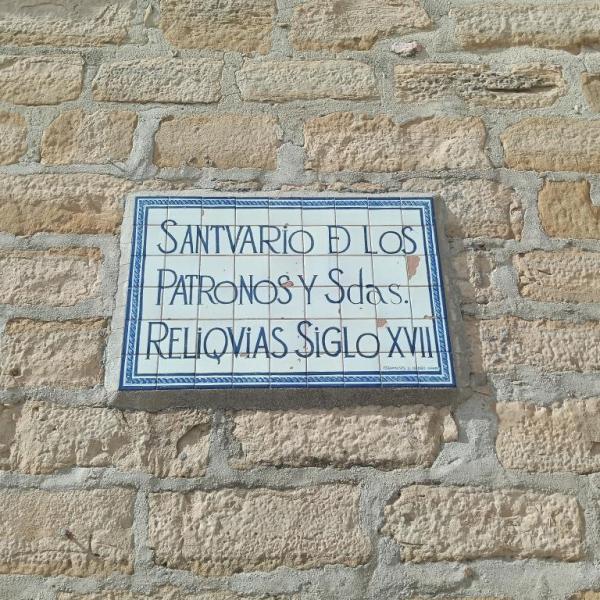 SANTVARIO Ð LOS
PATRONOS Y Sdas.
RELiQViAS SiGLO XVII